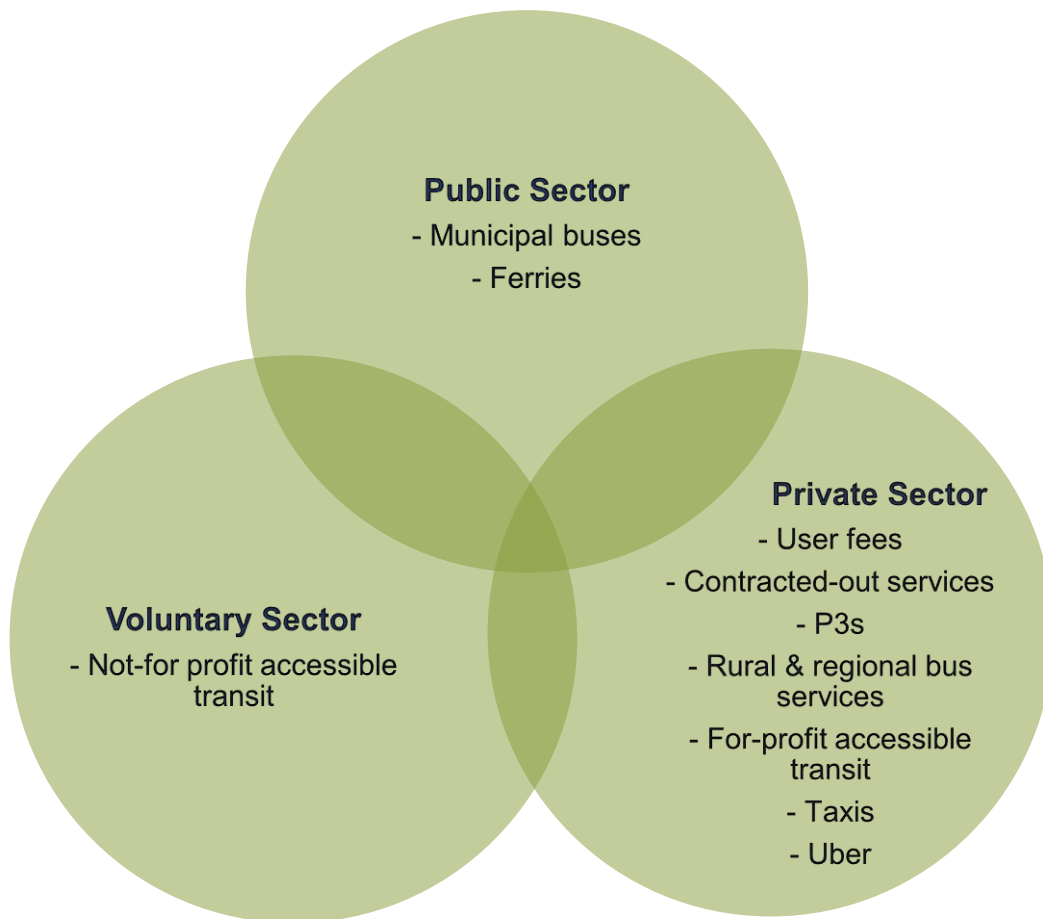 Public Sector
- Municipal buses
- Ferries
Voluntary Sector
- Not-for profit accessible
transit
Private Sector
- User fees
- Contracted-out services
- P3s
- Rural & regional bus
services
- For-profit accessible
transit
- Taxis
- Uber